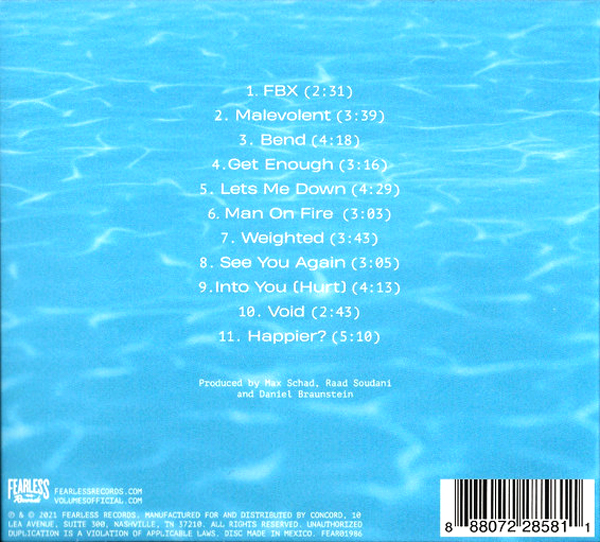 1. FBX (2:31)
2. Malevolent (3:39)
3. Bend (4:18)
4. Get Enough (3:16)
5. Lets Me Down (4:29)
6. Man On Fire (3:03)
7. Weighted (3:43)
8. See You Again (3:05)
9. Into You (Hurt) (4:13)
10. Void (2:43)
11. Happier? (5:10)
Produced by Max Schad, Raad Soudani
and Daniel Braunstein
FEARLESS
Records
FEARLESSRECORDS.COM
VOLUMESOFFICIAL.COM
℗ & © 2021 FEARLESS RECORDS. MANUFACTURED FOR AND DISTRIBUTED BY CONCORD, 10
LEA AVENUE, SUITE 300, NASHVILLE, TN 37210. ALL RIGHTS RESERVED. UNAUTHORIZED
DUPLICATION IS A VIOLATION OF APPLICABLE LAWS. DISC MADE IN MEXICO. FEAR01986
8 88072 28581 1